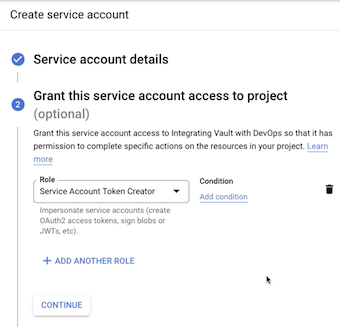 Create service account
Service account details
2
Grant this service account access to project
(optional)
Grant this service account access to Integrating Vault with DevOps so that it has
permission to complete specific actions on the resources in your project. Learn
more
Role
Service Account Token Creator
Condition
Add condition
Impersonate service accounts (create
OAuth2 access tokens, sign blobs or
JWTs, etc).
+ ADD ANOTHER ROLE
CONTINUE